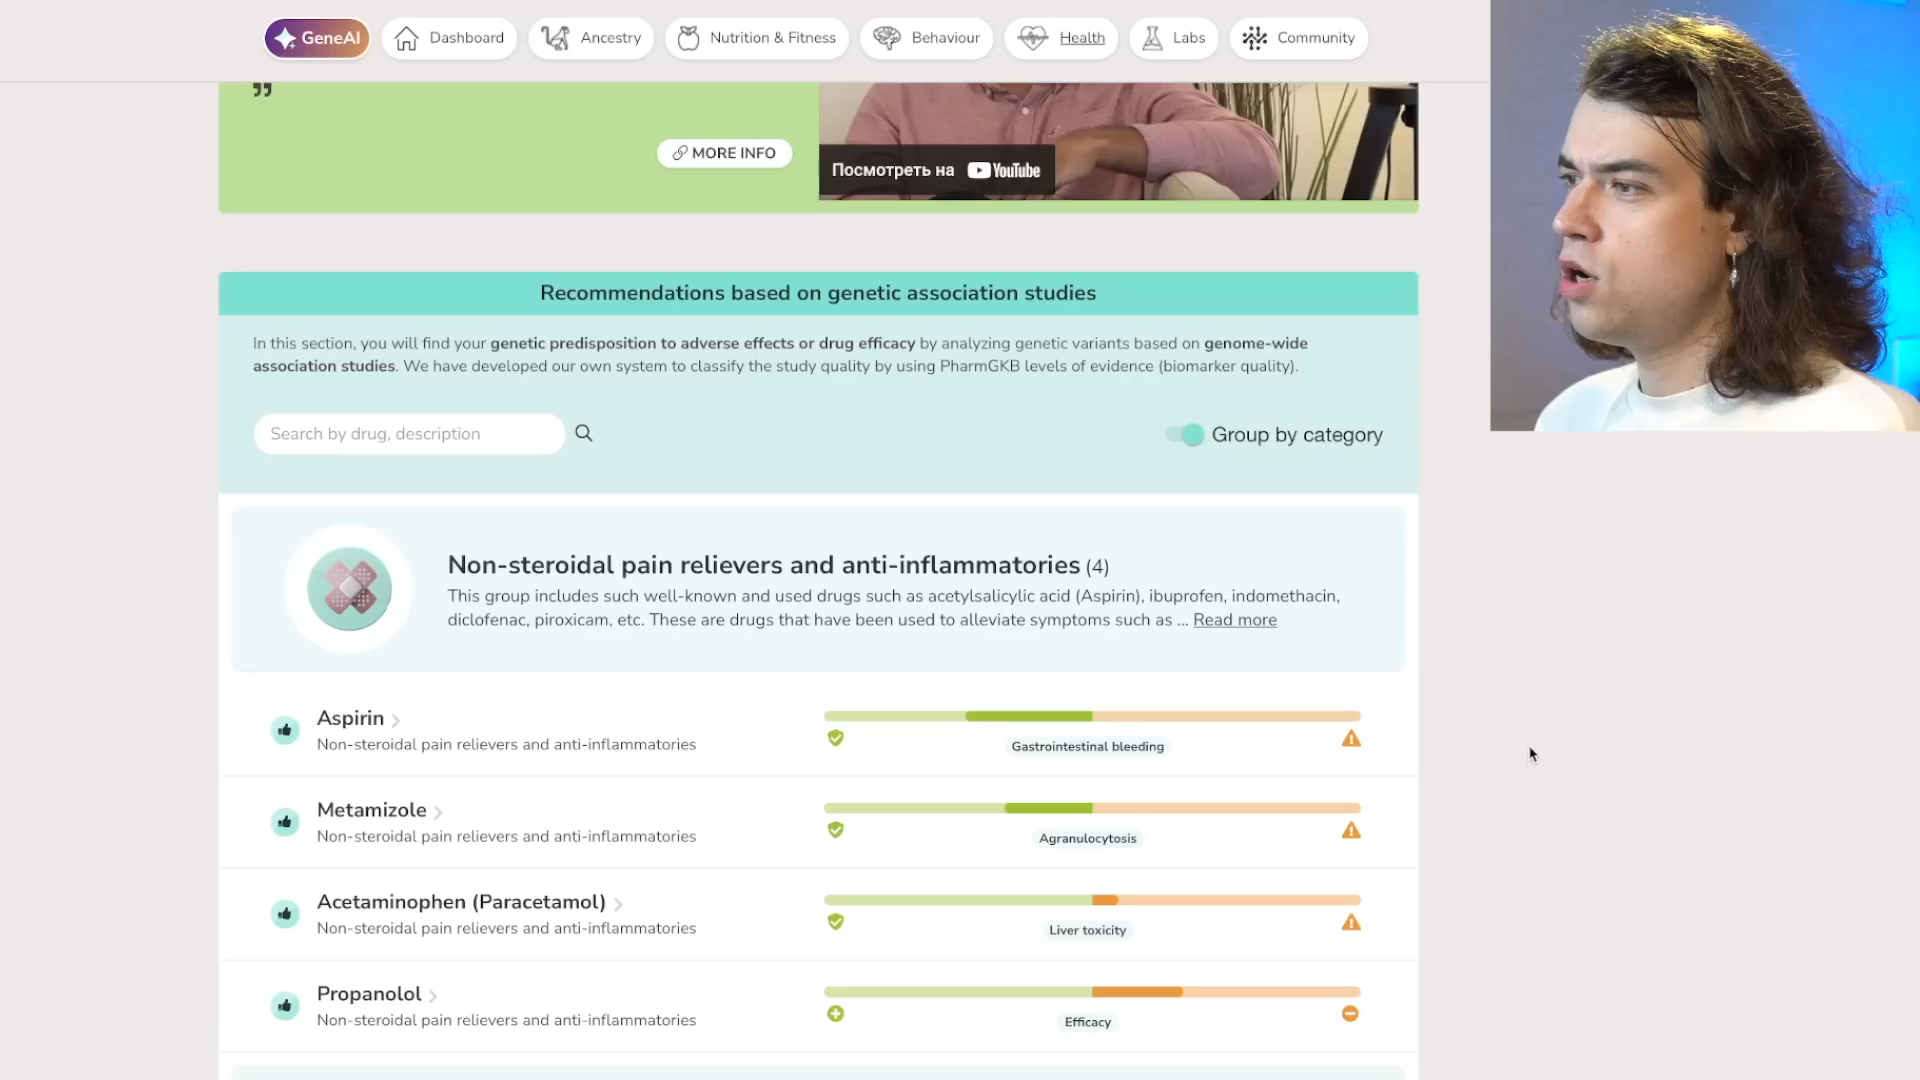 GeneAI
Dashboard
Ancestry
Nutrition & Fitness
Behaviour
Health
Labs
Community
”
MORE INFO
Посмотреть на YouTube
Recommendations based on genetic association studies
In this section, you will find your genetic predisposition to adverse effects or drug efficacy by analyzing genetic variants based on genome-wide
association studies. We have developed our own system to classify the study quality by using PharmGKB levels of evidence (biomarker quality).
Search by drug, description
Group by category
Non-steroidal pain relievers and anti-inflammatories (4)
This group includes such well-known and used drugs such as acetylsalicylic acid (Aspirin), ibuprofen, indomethacin,
diclofenac, piroxicam, etc. These are drugs that have been used to alleviate symptoms such as ... Read more
Aspirin
Non-steroidal pain relievers and anti-inflammatories
Gastrointestinal bleeding
Metamizole
Non-steroidal pain relievers and anti-inflammatories
Agranulocytosis
Acetaminophen (Paracetamol)
Non-steroidal pain relievers and anti-inflammatories
Liver toxicity
Propanolol
Non-steroidal pain relievers and anti-inflammatories
Efficacy